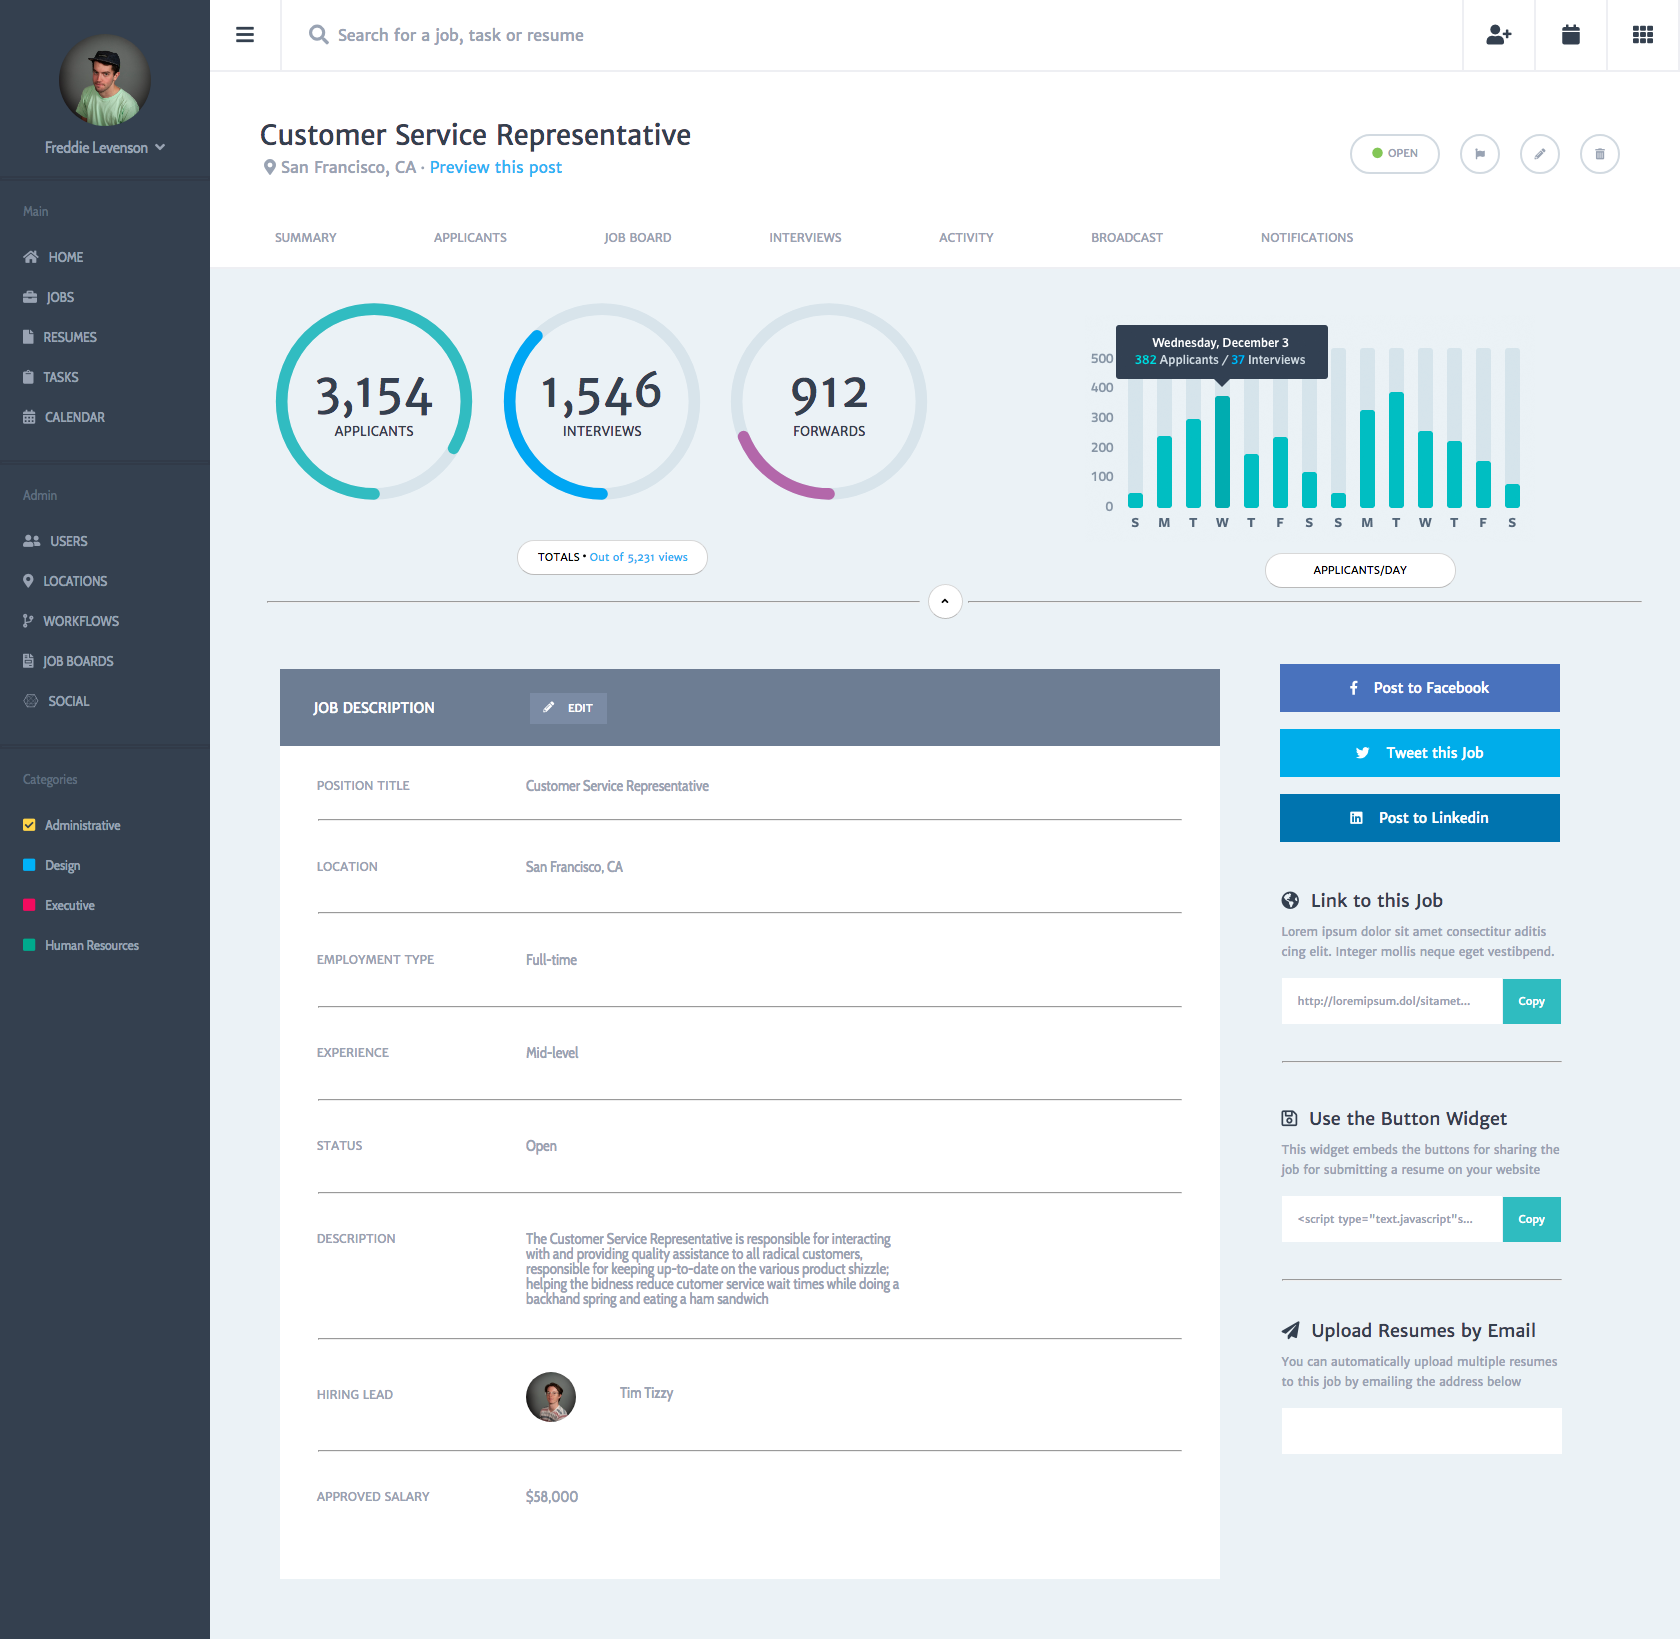 Freddie Levenson
Main
HOME
JOBS
RESUMES
TASKS
CALENDAR
Admin
USERS
LOCATIONS
WORKFLOWS
JOB BOARDS
SOCIAL
Categories
Administrative
Design
Executive
Human Resources
Search for a job, task or resume
Customer Service Representative
San Francisco, CA · Preview this post
OPEN
SUMMARY APPLICANTS JOB BOARD INTERVIEWS ACTIVITY BROADCAST NOTIFICATIONS
3,154
APPLICANTS
1,546
INTERVIEWS
912
FORWARDS
TOTALS • Out of 5,231 views
Wednesday, December 3
382 Applicants / 37 Interviews
500
400
300
200
100
0
S M T W T F S S M T W T F S
APPLICANTS/DAY
JOB DESCRIPTION EDIT
POSITION TITLE Customer Service Representative
LOCATION San Francisco, CA
EMPLOYMENT TYPE Full-time
EXPERIENCE Mid-level
STATUS Open
DESCRIPTION The Customer Service Representative is responsible for interacting
with and providing quality assistance to all radical customers,
responsible for keeping up-to-date on the various product shizzle;
helping the bidness reduce cutomer service wait times while doing a
backhand spring and eating a ham sandwich
HIRING LEAD Tim Tizzy
APPROVED SALARY $58,000
Post to Facebook
Tweet this Job
Post to Linkedin
Link to this Job
Lorem ipsum dolor sit amet consectitur aditis
cing elit. Integer mollis neque eget vestibpend.
http://loremipsum.dol/sitamet... Copy
Use the Button Widget
This widget embeds the buttons for sharing the
job for submitting a resume on your website
<script type="text.javascript"s... Copy
Upload Resumes by Email
You can automatically upload multiple resumes
to this job by emailing the address below